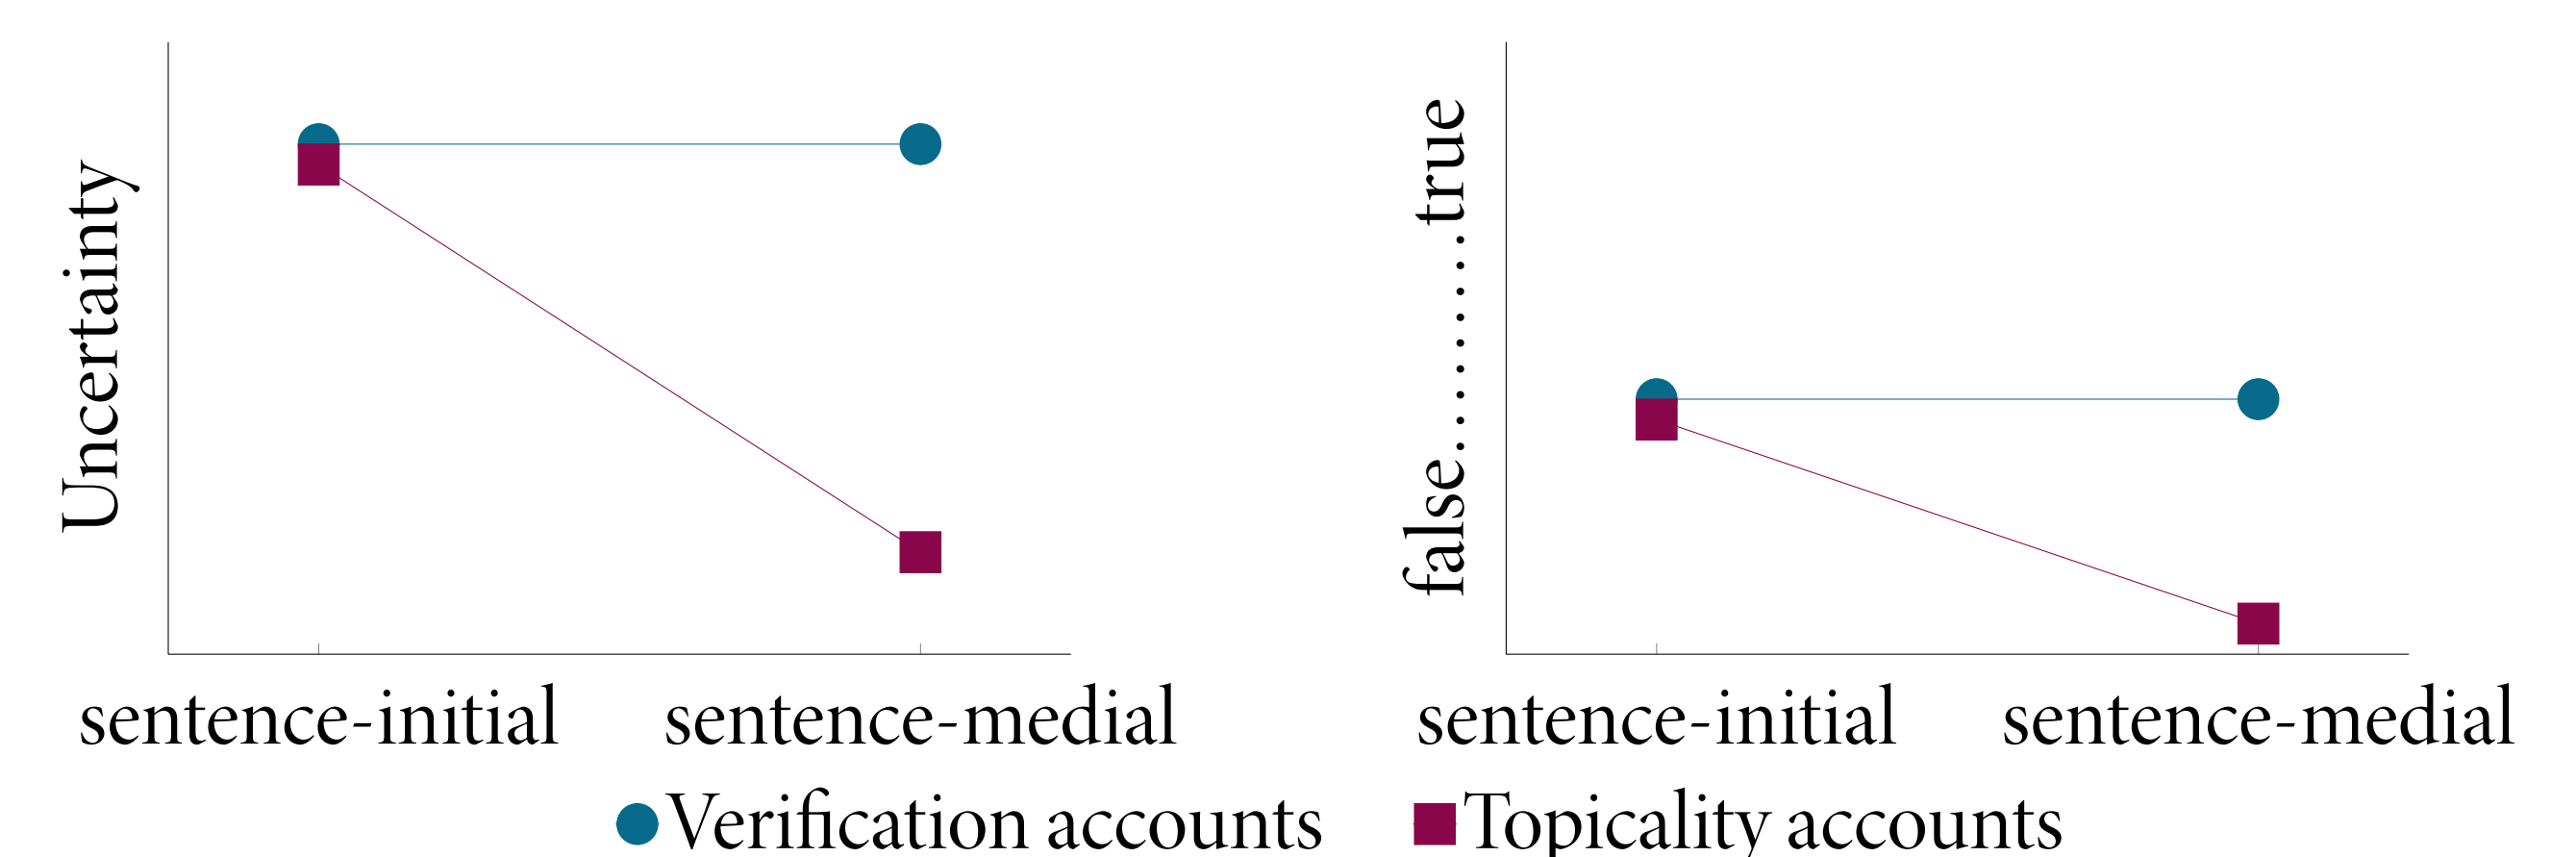 Uncertainty
sentence-initial
sentence-medial
false.........true
sentence-initial
sentence-medial
Verification accounts
Topicality accounts